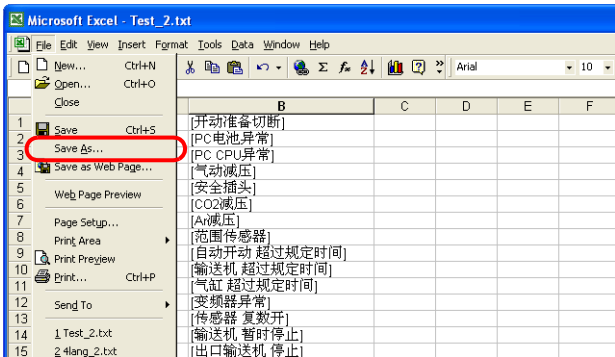 Microsoft Excel - Test_2.txt
File Edit View Insert Format Tools Data Window Help
Arial 10
New... Ctrl+N
Open... Ctrl+O
Close
Save Ctrl+S
Save As...
Save as Web Page...
Web Page Preview
Page Setup...
Print Area
Print Preview
Print... Ctrl+P
Send To
1 Test_2.txt
2 4lang_2.txt
B C D E F
1 [开动准备切断]
2 [PC电池异常]
3 [PC CPU异常]
4 [气动减压]
5 [安全插头]
6 [CO2减压]
7 [Ar减压]
8 [范围传感器]
9 [自动开动 超过规定时间]
10 [输送机 超过规定时间]
11 [气缸 超过规定时间]
12 [变频器异常]
13 [传感器 复数开]
14 [输送机 暂时停止]
15 [出口输送机 停止]